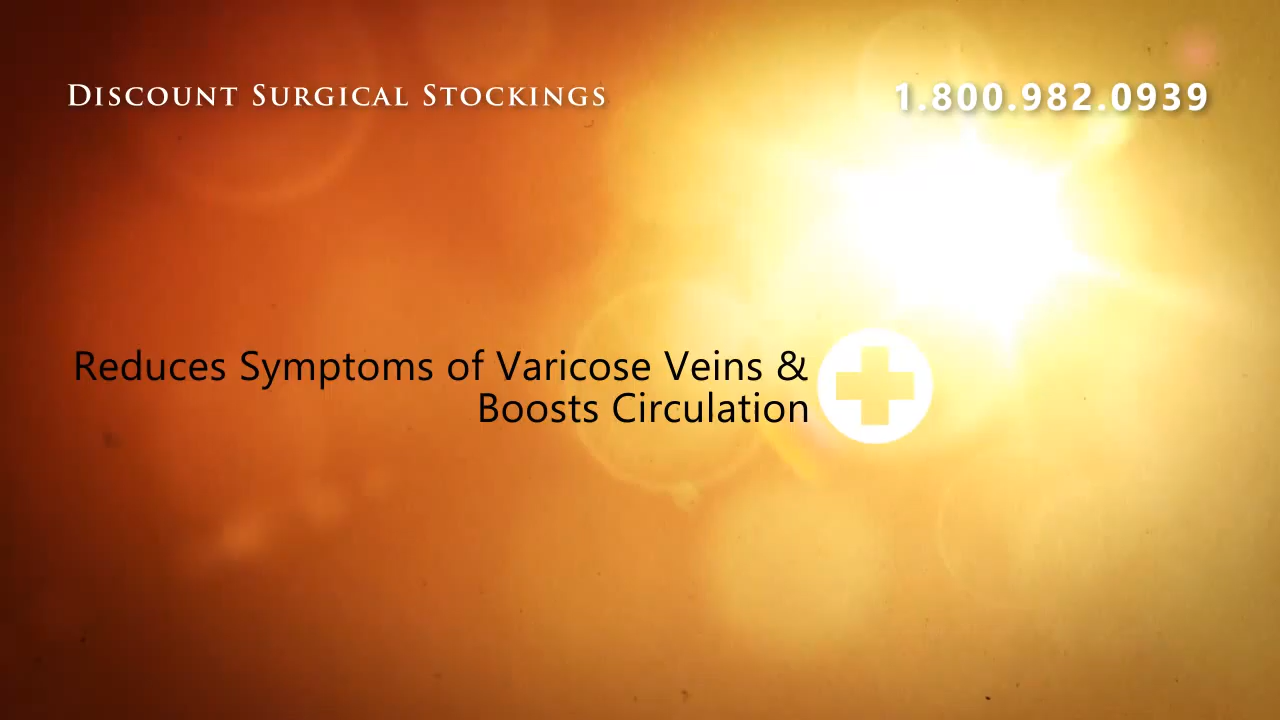 Discount Surgical Stockings
1.800.982.0939
Reduces Symptoms of Varicose Veins &
Boosts Circulation